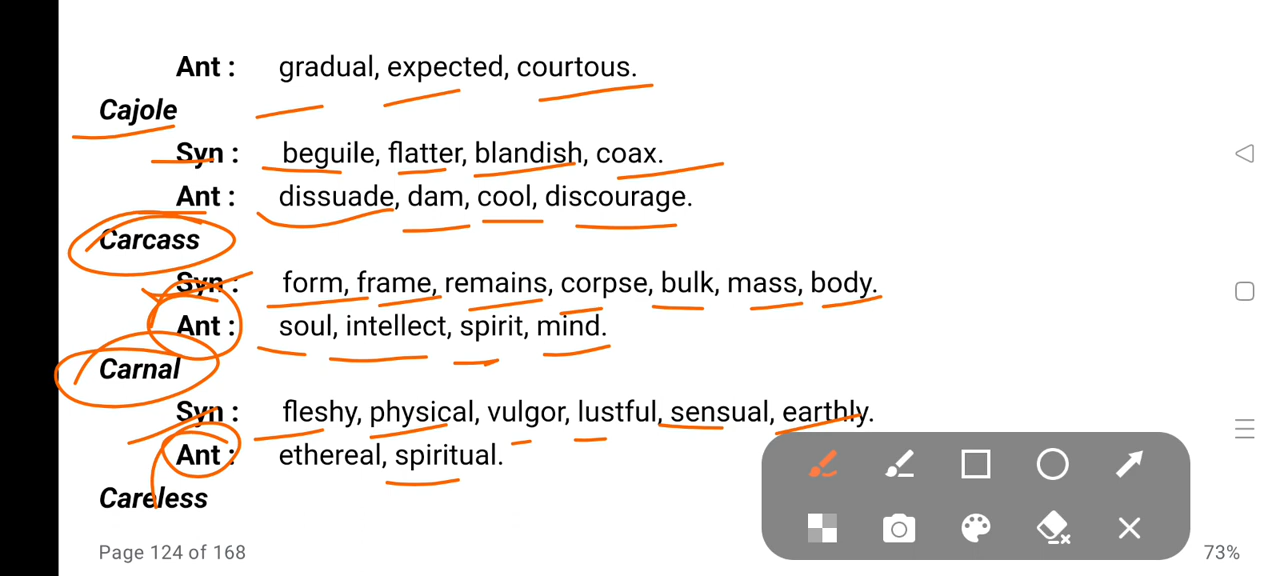 Ant : gradual, expected, courtous.
Cajole
Syn : beguile, flatter, blandish, coax.
Ant : dissuade, dam, cool, discourage.
Carcass
Syn : form, frame, remains, corpse, bulk, mass, body.
Ant : soul, intellect, spirit, mind.
Carnal
Syn : fleshy, physical, vulgor, lustful, sensual, earthly.
Ant : ethereal, spiritual.
Careless
Page 124 of 168
73%